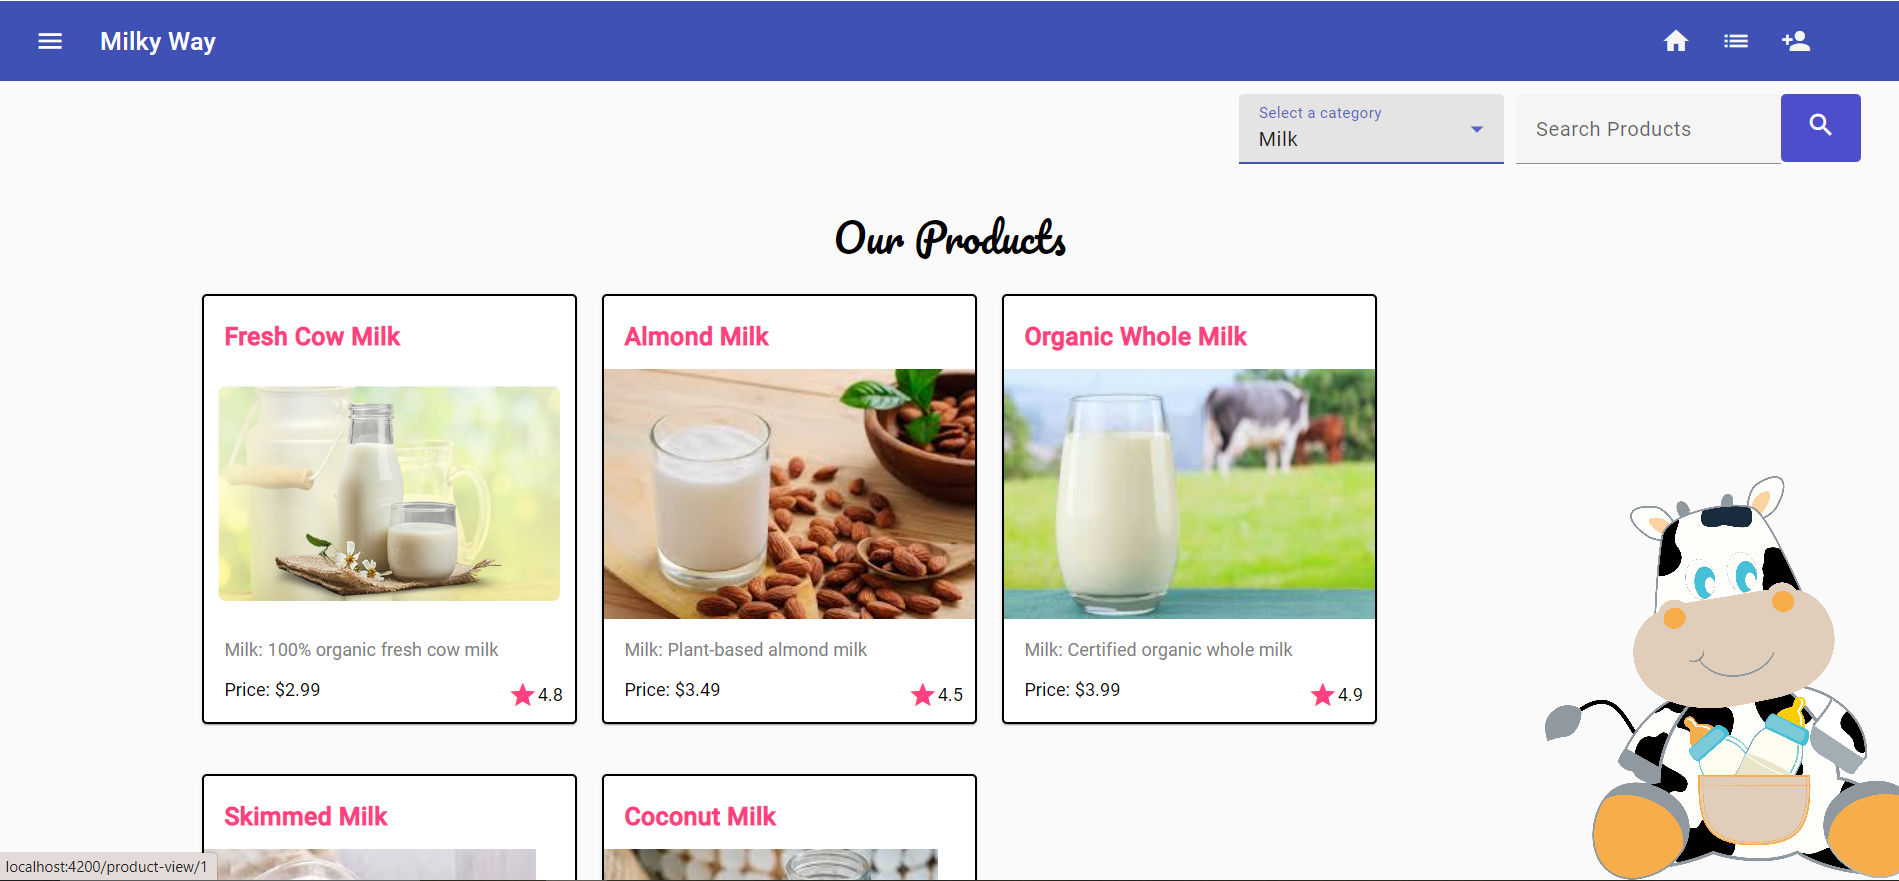 Milky Way
Select a category
Milk
Search Products
Our Products
Fresh Cow Milk
Almond Milk
Organic Whole Milk
Milk: 100% organic fresh cow milk
Milk: Plant-based almond milk
Milk: Certified organic whole milk
Price: $2.99
4.8
Price: $3.49
4.5
Price: $3.99
4.9
Skimmed Milk
Coconut Milk
localhost:4200/product-view/1